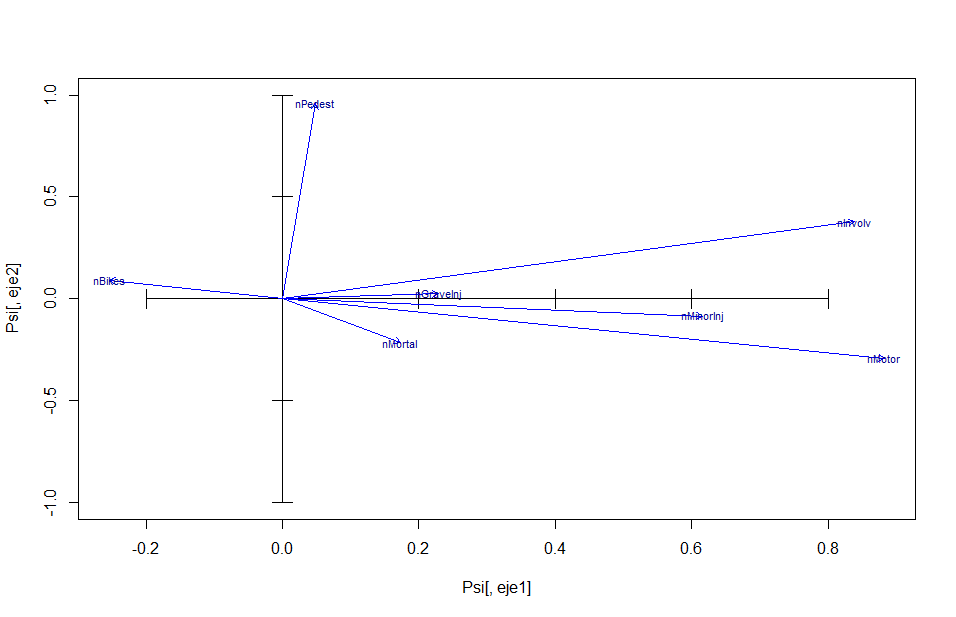 1.0
nPedest
0.5
nInvolv
nBikes
0.0
nGraveInj
nMinorInj
nMortal
nMotor
-0.5
-1.0
Psi[, eje2]
-0.2 0.0 0.2 0.4 0.6 0.8
Psi[, eje1]